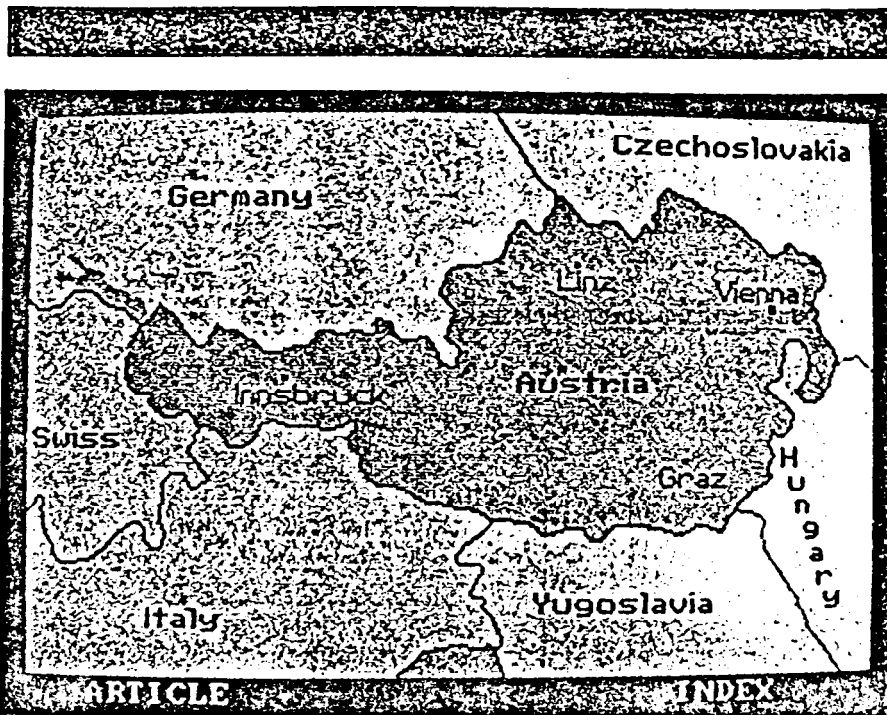 Czechoslovakia
Germany
Linz
Vienna
Austria
Innsbruck
Swiss
Graz
Hungary
Yugoslavia
Italy
ARTICLE
INDEX